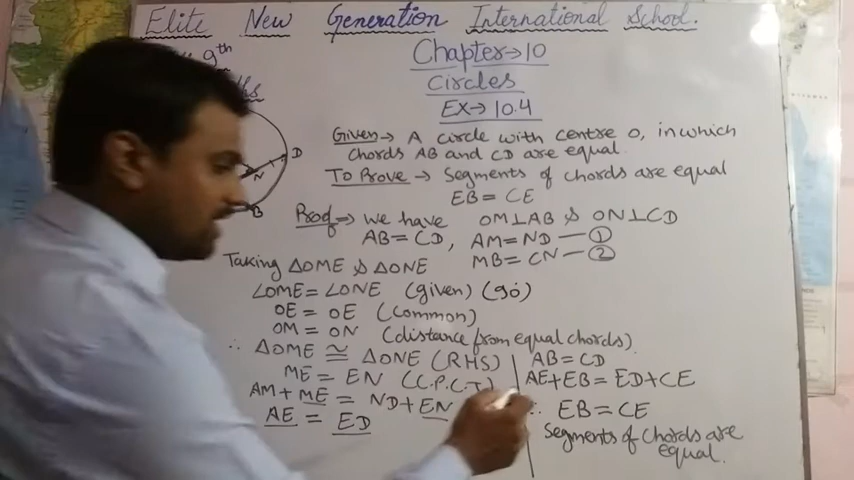 Elite New Generation International School.
9th
Chapter→10
Circles
EX→10.4
D
N
B
Given→ A circle with centre O, in which
chords AB and CD are equal.
To Prove → Segments of chords are equal
EB = CE
Proof→ we have OM⊥AB & ON⊥CD
AB=CD, AM=ND —①
MB=CN—②
Taking △OME & △ONE
∠OME=∠ONE (given) (90°)
OE = OE (Common)
OM = ON (distance from equal chords).
∴ △OME ≅ △ONE (RHS)
ME = EN (C.P.C.T)
AM+ME = ND+EN
AE = ED
AB=CD
AE+EB=ED+CE
∴ EB=CE
Segments of chords are
equal.